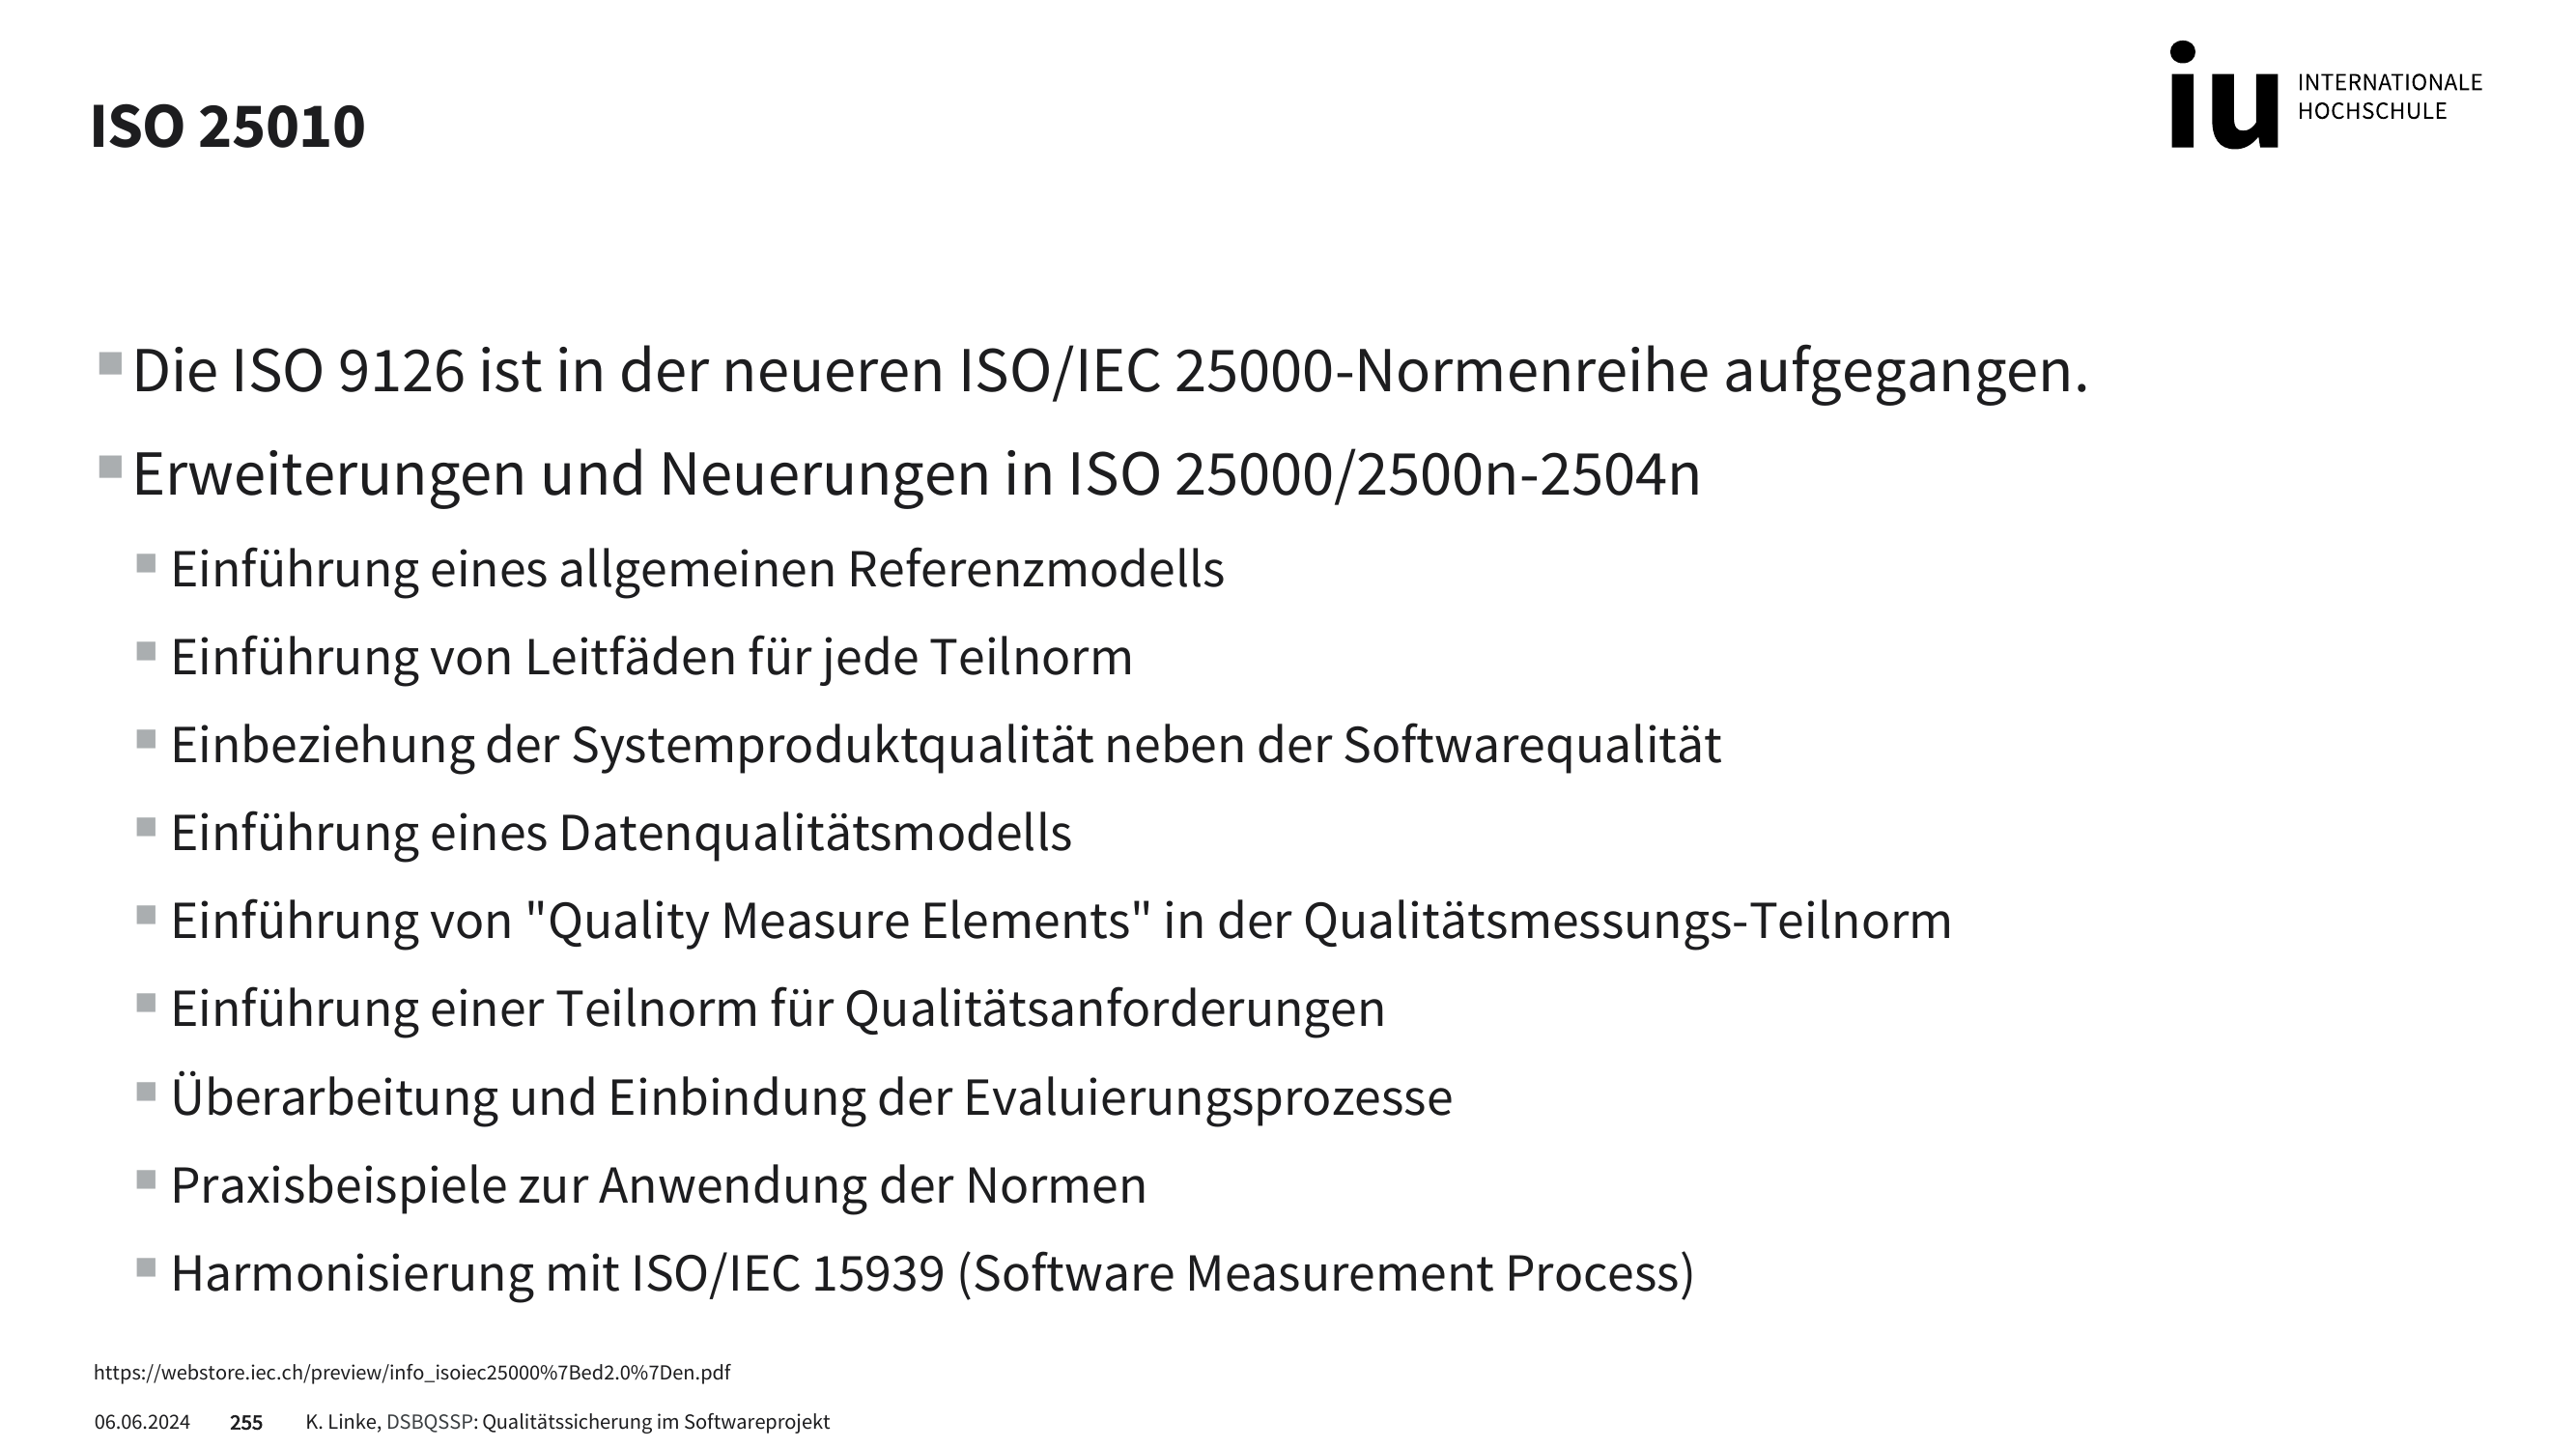 ISO 25010
INTERNATIONALE
HOCHSCHULE
iu
Die ISO 9126 ist in der neueren ISO/IEC 25000-Normenreihe aufgegangen.
Erweiterungen und Neuerungen in ISO 25000/2500n-2504n
Einführung eines allgemeinen Referenzmodells
Einführung von Leitfäden für jede Teilnorm
Einbeziehung der Systemproduktqualität neben der Softwarequalität
Einführung eines Datenqualitätsmodells
Einführung von "Quality Measure Elements" in der Qualitätsmessungs-Teilnorm
Einführung einer Teilnorm für Qualitätsanforderungen
Überarbeitung und Einbindung der Evaluierungsprozesse
Praxisbeispiele zur Anwendung der Normen
Harmonisierung mit ISO/IEC 15939 (Software Measurement Process)
https://webstore.iec.ch/preview/info_isoiec25000%7Bed2.0%7Den.pdf
06.06.2024 255 K. Linke, DSBQSSP: Qualitätssicherung im Softwareprojekt